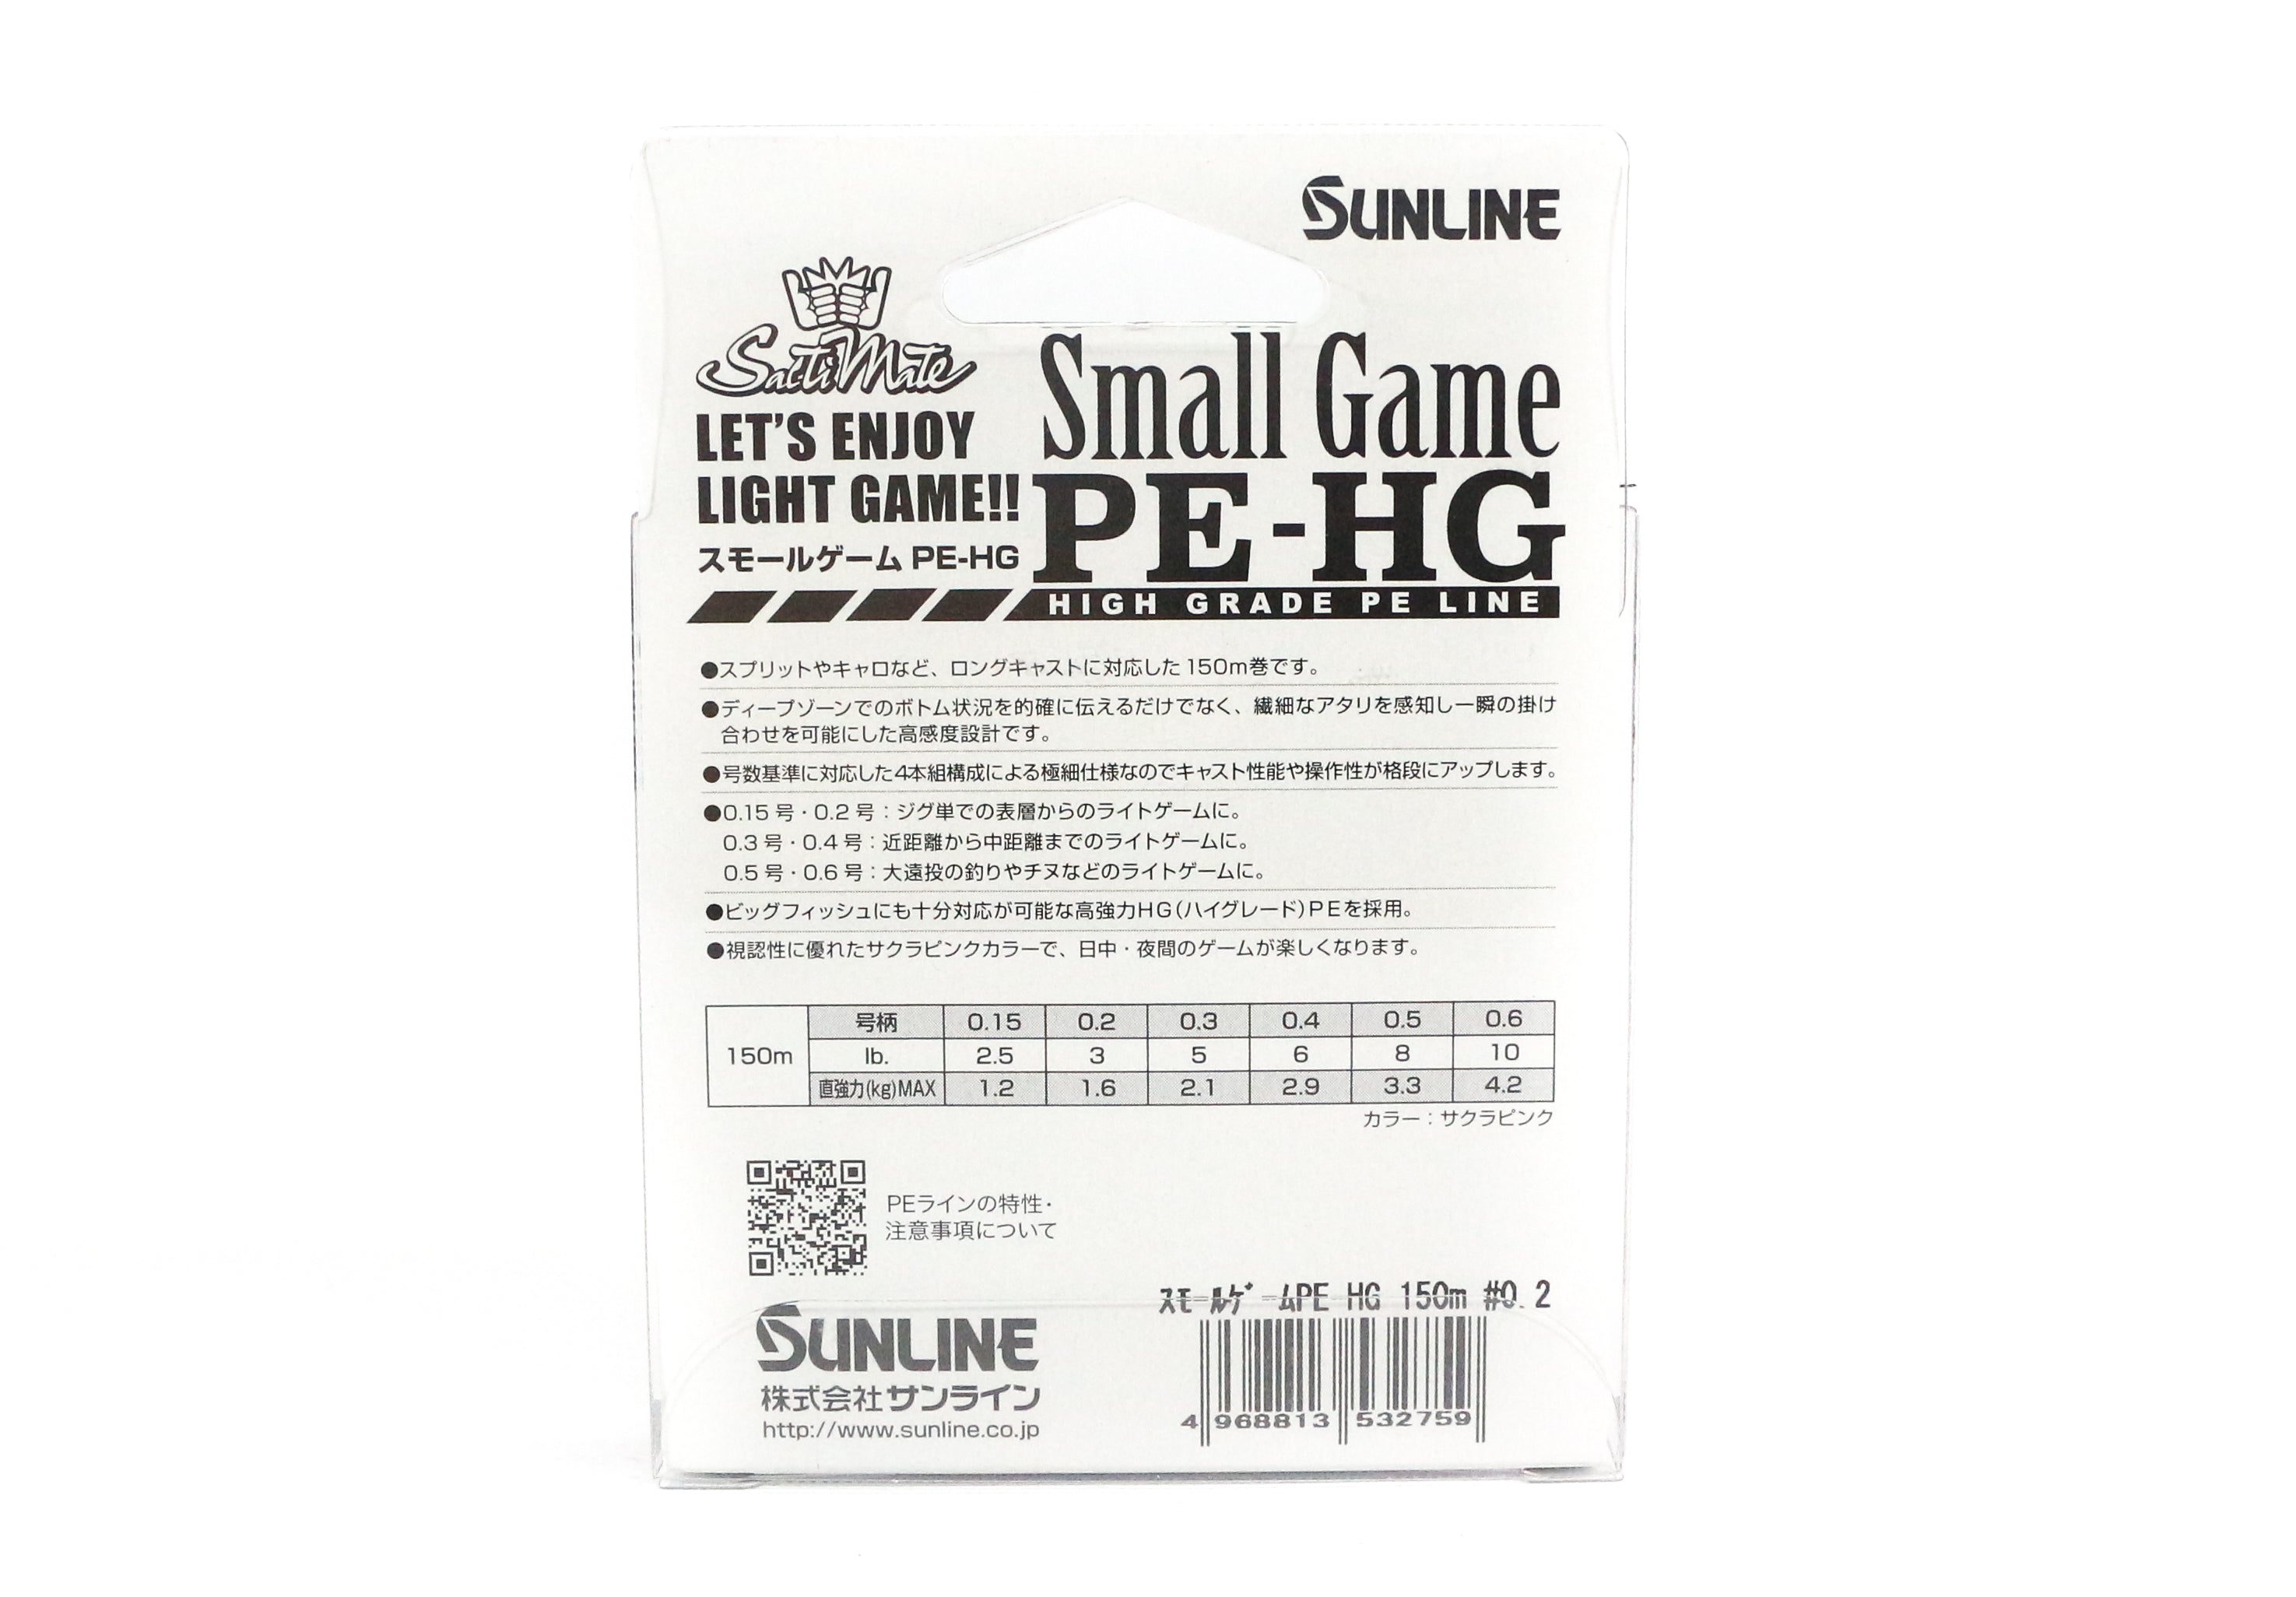 SUNLINE
SaltiMate
LET'S ENJOY
LIGHT GAME!!
スモールゲーム PE-HG
Small Game
PE-HG
HIGH GRADE PE LINE
●スプリットやキャロなど、ロングキャストに対応した150m巻です。
●ディープゾーンでのボトム状況を的確に伝えるだけでなく、繊細なアタリを感知し一瞬の掛け
合わせを可能にした高感度設計です。
●号数基準に対応した4本組構成による極細仕様なのでキャスト性能や操作性が格段にアップします。
●0.15号・0.2号：ジグ単での表層からのライトゲームに。
0.3号・0.4号：近距離から中距離までのライトゲームに。
0.5号・0.6号：大遠投の釣りやチヌなどのライトゲームに。
●ビッグフィッシュにも十分対応が可能な高強力HG(ハイグレード)PEを採用。
●視認性に優れたサクラピンクカラーで、日中・夜間のゲームが楽しくなります。
150m
号柄 0.15 0.2 0.3 0.4 0.5 0.6
lb. 2.5 3 5 6 8 10
直強力(kg)MAX 1.2 1.6 2.1 2.9 3.3 4.2
カラー：サクラピンク
PEラインの特性・
注意事項について
スモールゲームPE HG 150m #0.2
SUNLINE
株式会社サンライン
http://www.sunline.co.jp
4 968813 532759